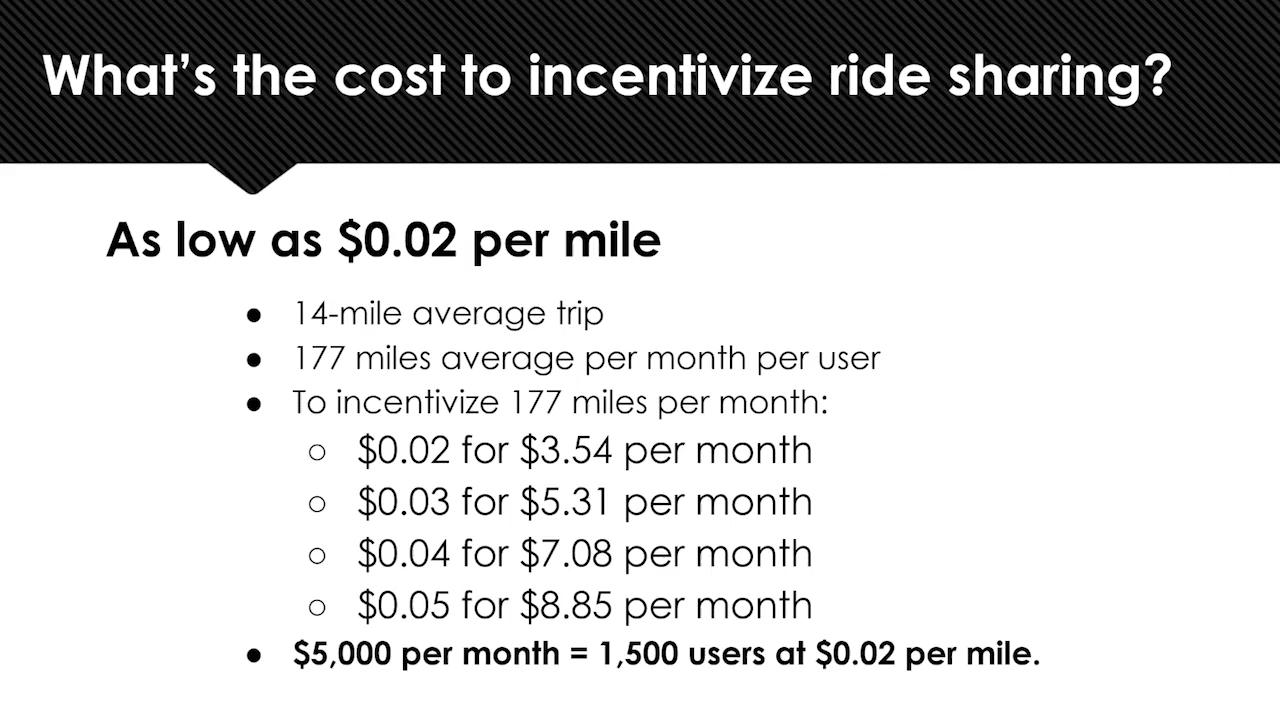 What's the cost to incentivize ride sharing?
As low as $0.02 per mile
● 14-mile average trip
● 177 miles average per month per user
● To incentivize 177 miles per month:
○ $0.02 for $3.54 per month
○ $0.03 for $5.31 per month
○ $0.04 for $7.08 per month
○ $0.05 for $8.85 per month
● $5,000 per month = 1,500 users at $0.02 per mile.